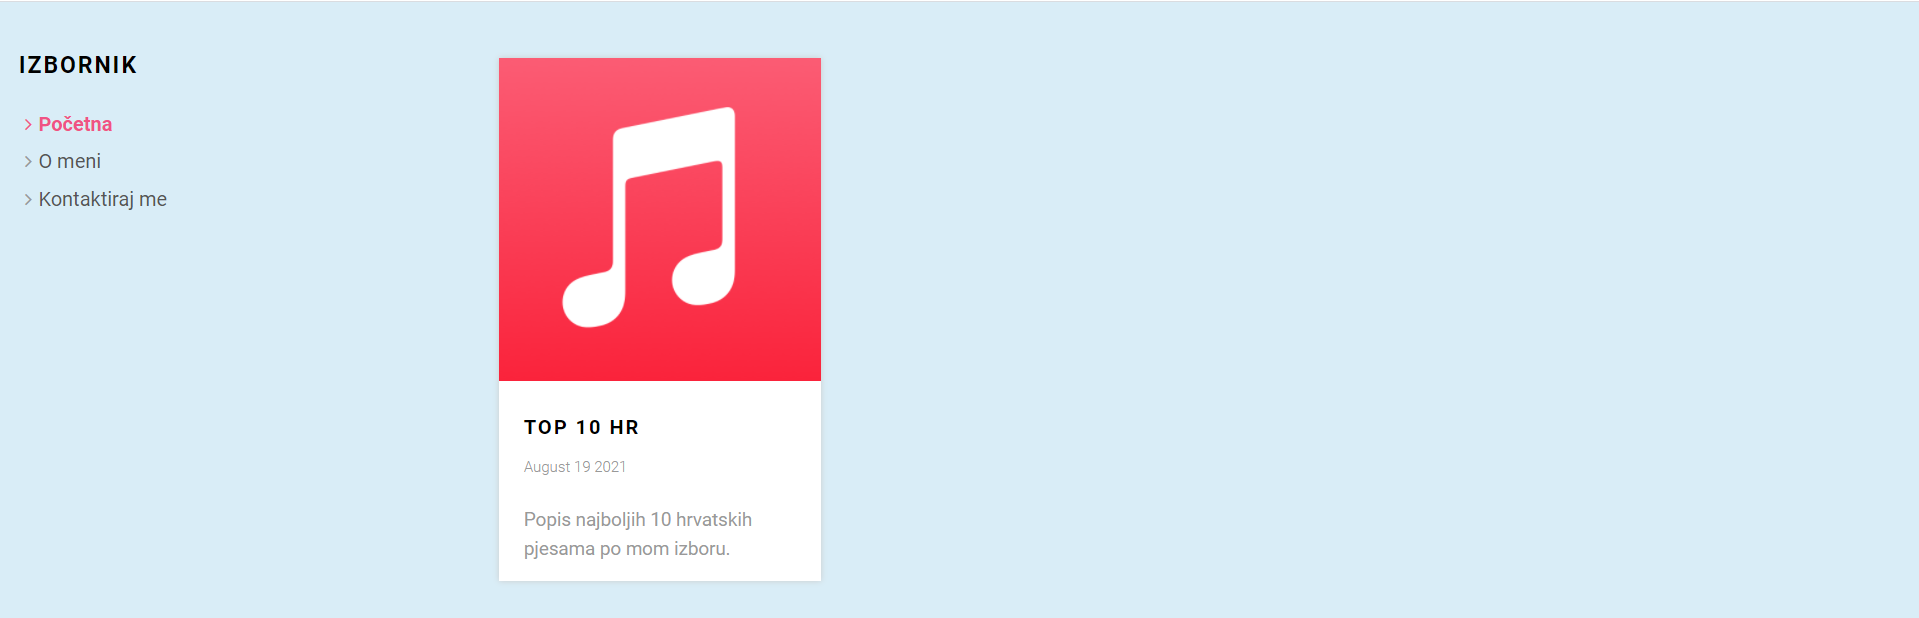 IZBORNIK
Početna
O meni
Kontaktiraj me
TOP 10 HR
August 19 2021
Popis najboljih 10 hrvatskih
pjesama po mom izboru.